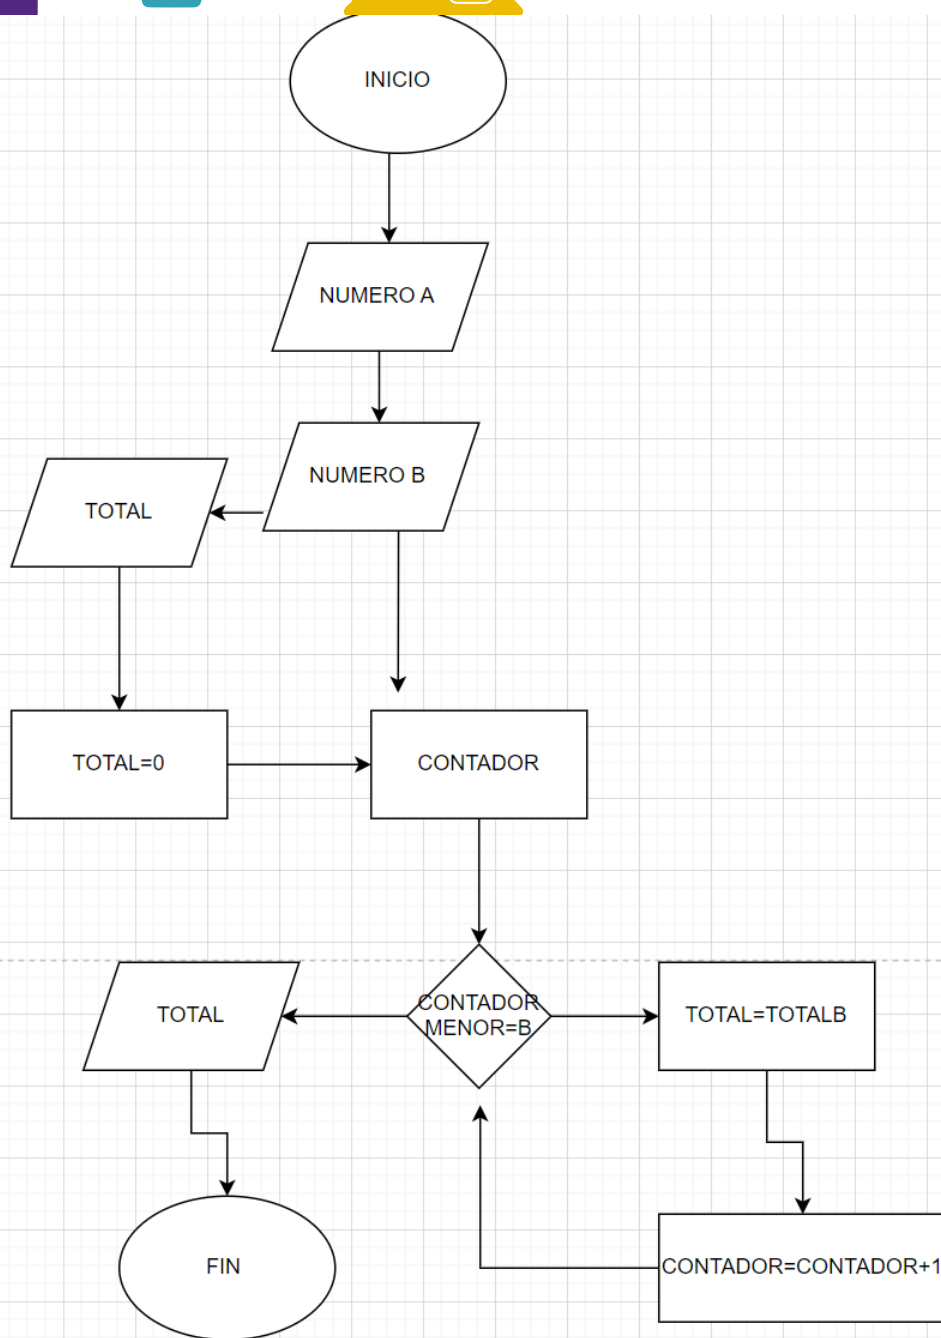 INICIO
NUMERO A
NUMERO B
TOTAL
TOTAL=0
CONTADOR
CONTADOR
MENOR=B
TOTAL
TOTAL=TOTALB
CONTADOR=CONTADOR+1
FIN